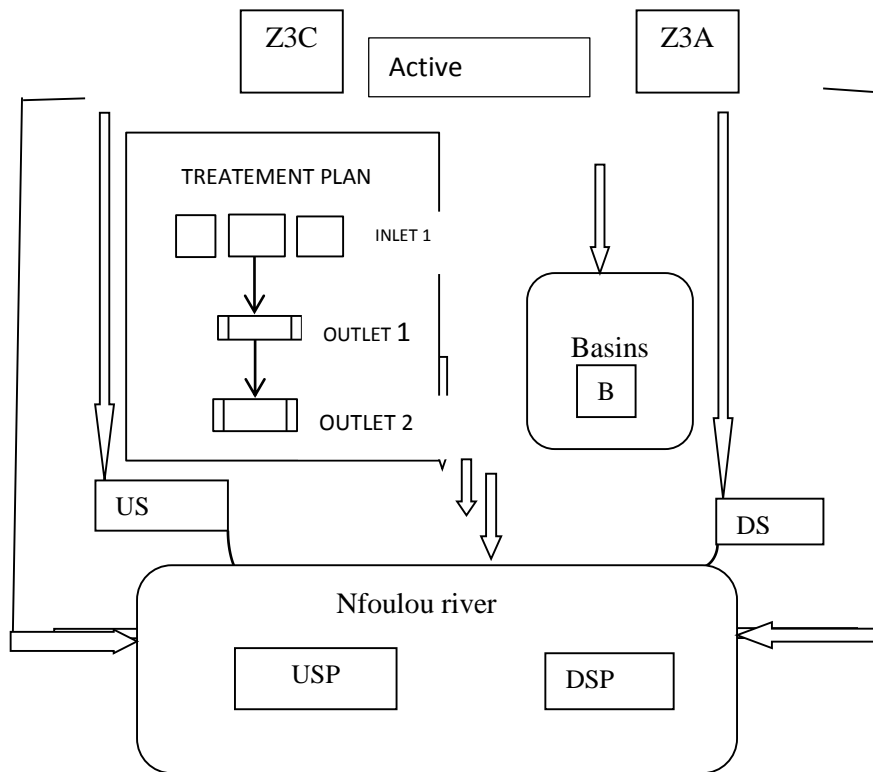 Z3C
Active
Z3A
TREATEMENT PLAN
INLET 1
OUTLET 1
Basins
B
OUTLET 2
US
DS
Nfoulou river
USP
DSP